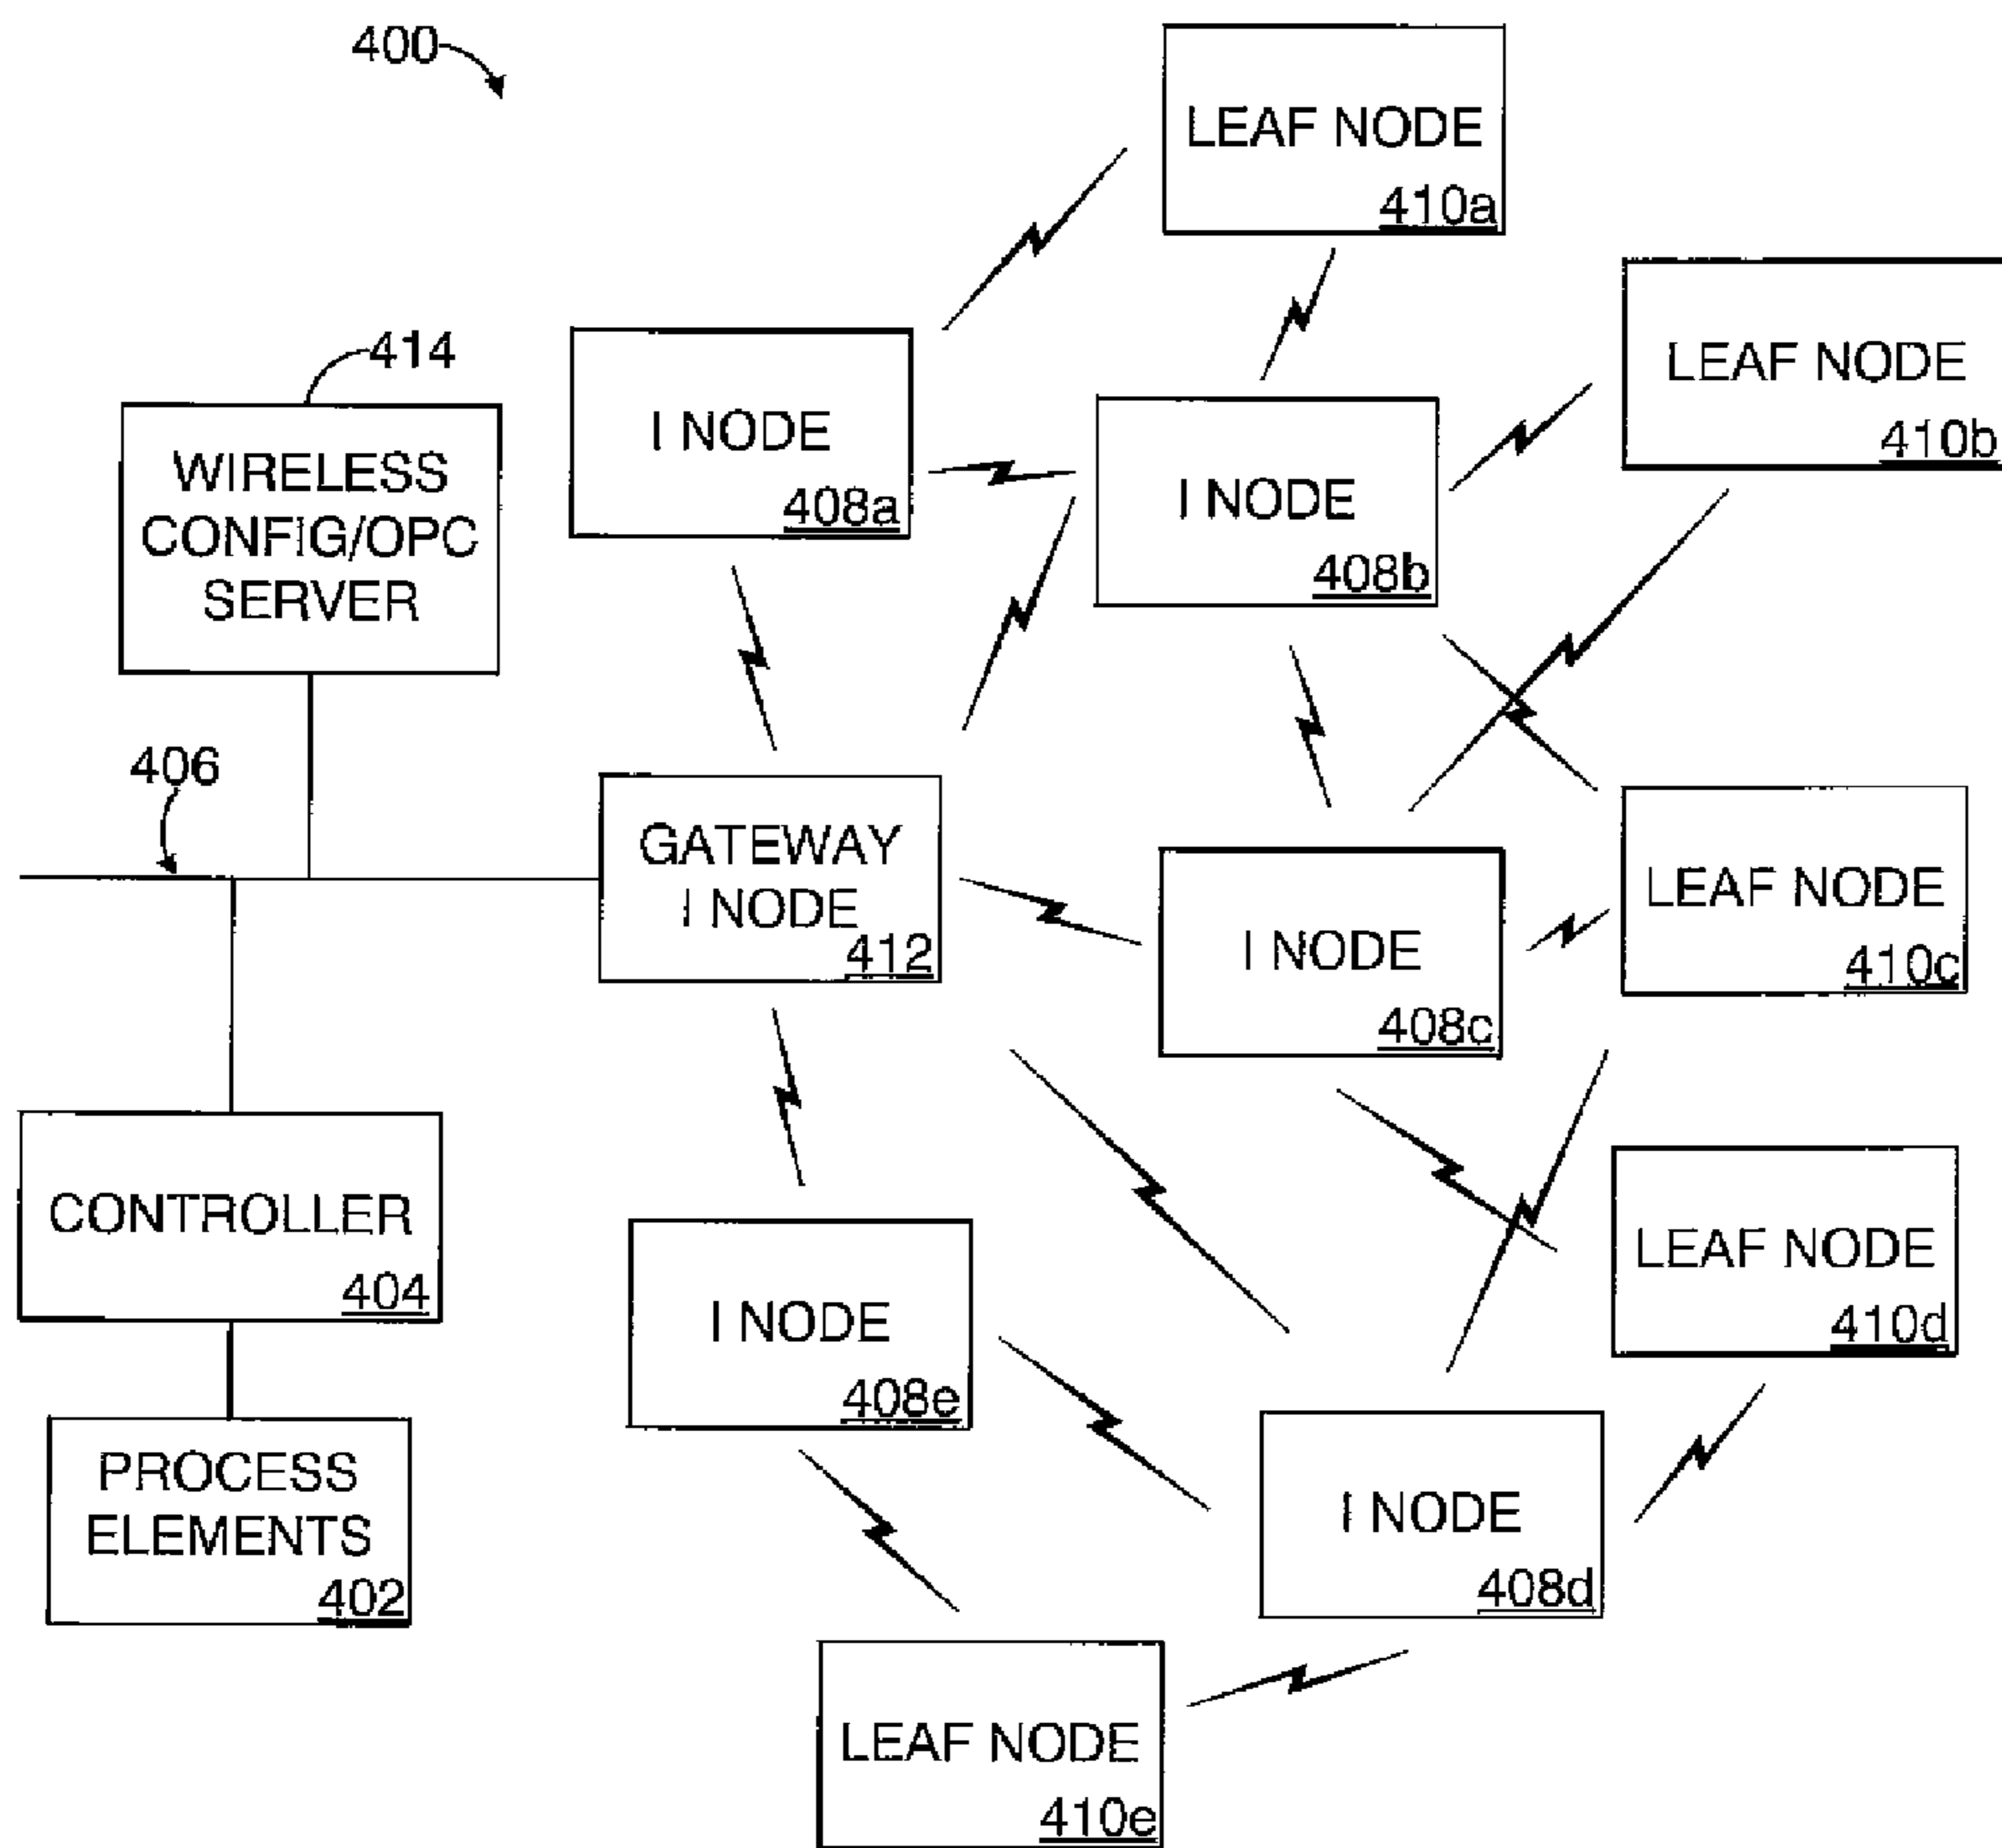 400
LEAF NODE
410a
LEAF NODE
410b
414
I NODE
408a
WIRELESS
CONFIG/OPC
SERVER
I NODE
408b
406
GATEWAY
I NODE
412
LEAF NODE
410c
I NODE
408c
CONTROLLER
404
LEAF NODE
410d
I NODE
408e
PROCESS
ELEMENTS
402
I NODE
408d
LEAF NODE
410e